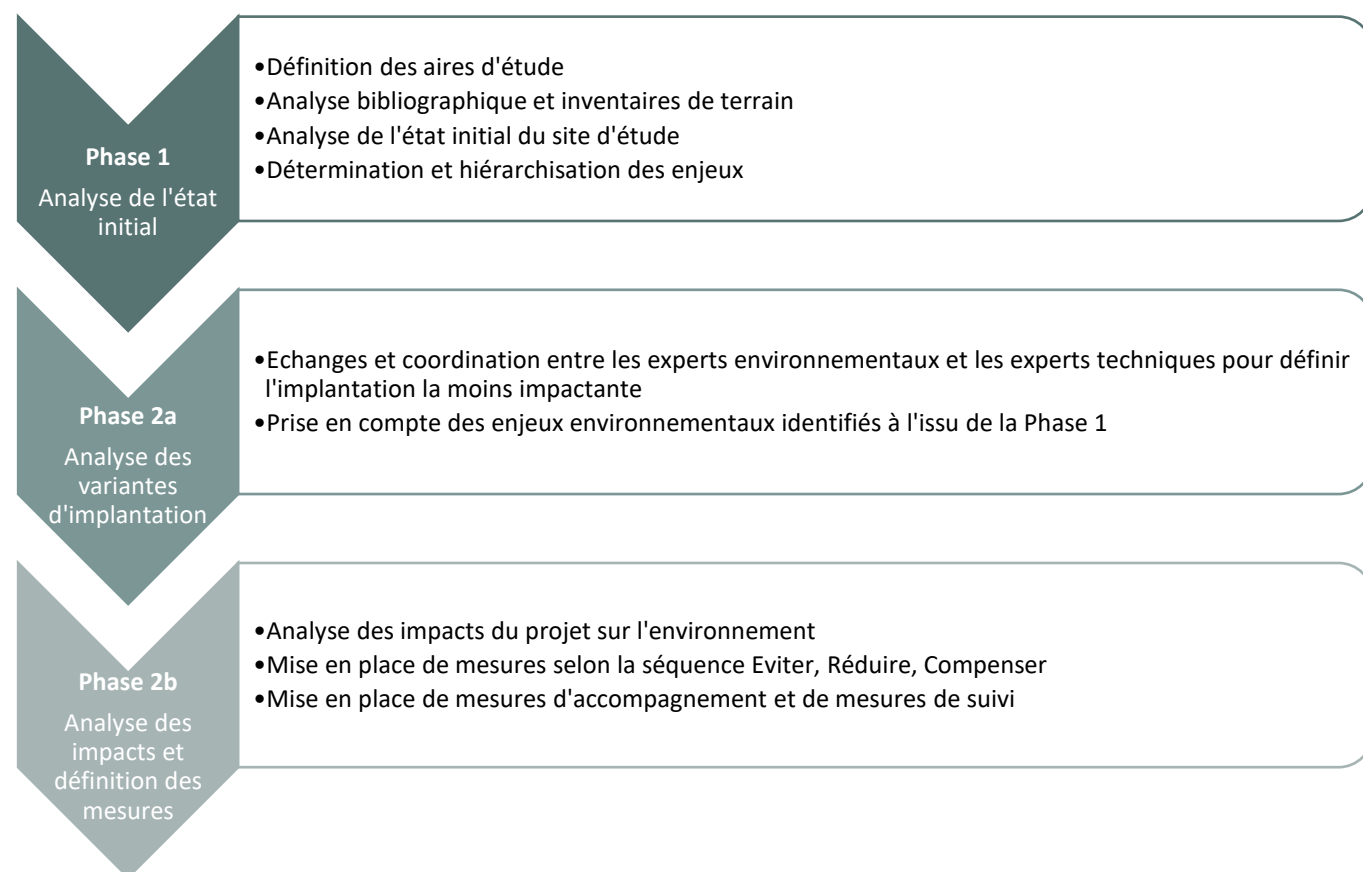 Phase 1
Analyse de l'état
initial
•Définition des aires d'étude
•Analyse bibliographique et inventaires de terrain
•Analyse de l'état initial du site d'étude
•Détermination et hiérarchisation des enjeux
Phase 2a
Analyse des
variantes
d'implantation
•Echanges et coordination entre les experts environnementaux et les experts techniques pour définir
l'implantation la moins impactante
•Prise en compte des enjeux environnementaux identifiés à l'issu de la Phase 1
Phase 2b
Analyse des
impacts et
définition des
mesures
•Analyse des impacts du projet sur l'environnement
•Mise en place de mesures selon la séquence Eviter, Réduire, Compenser
•Mise en place de mesures d'accompagnement et de mesures de suivi